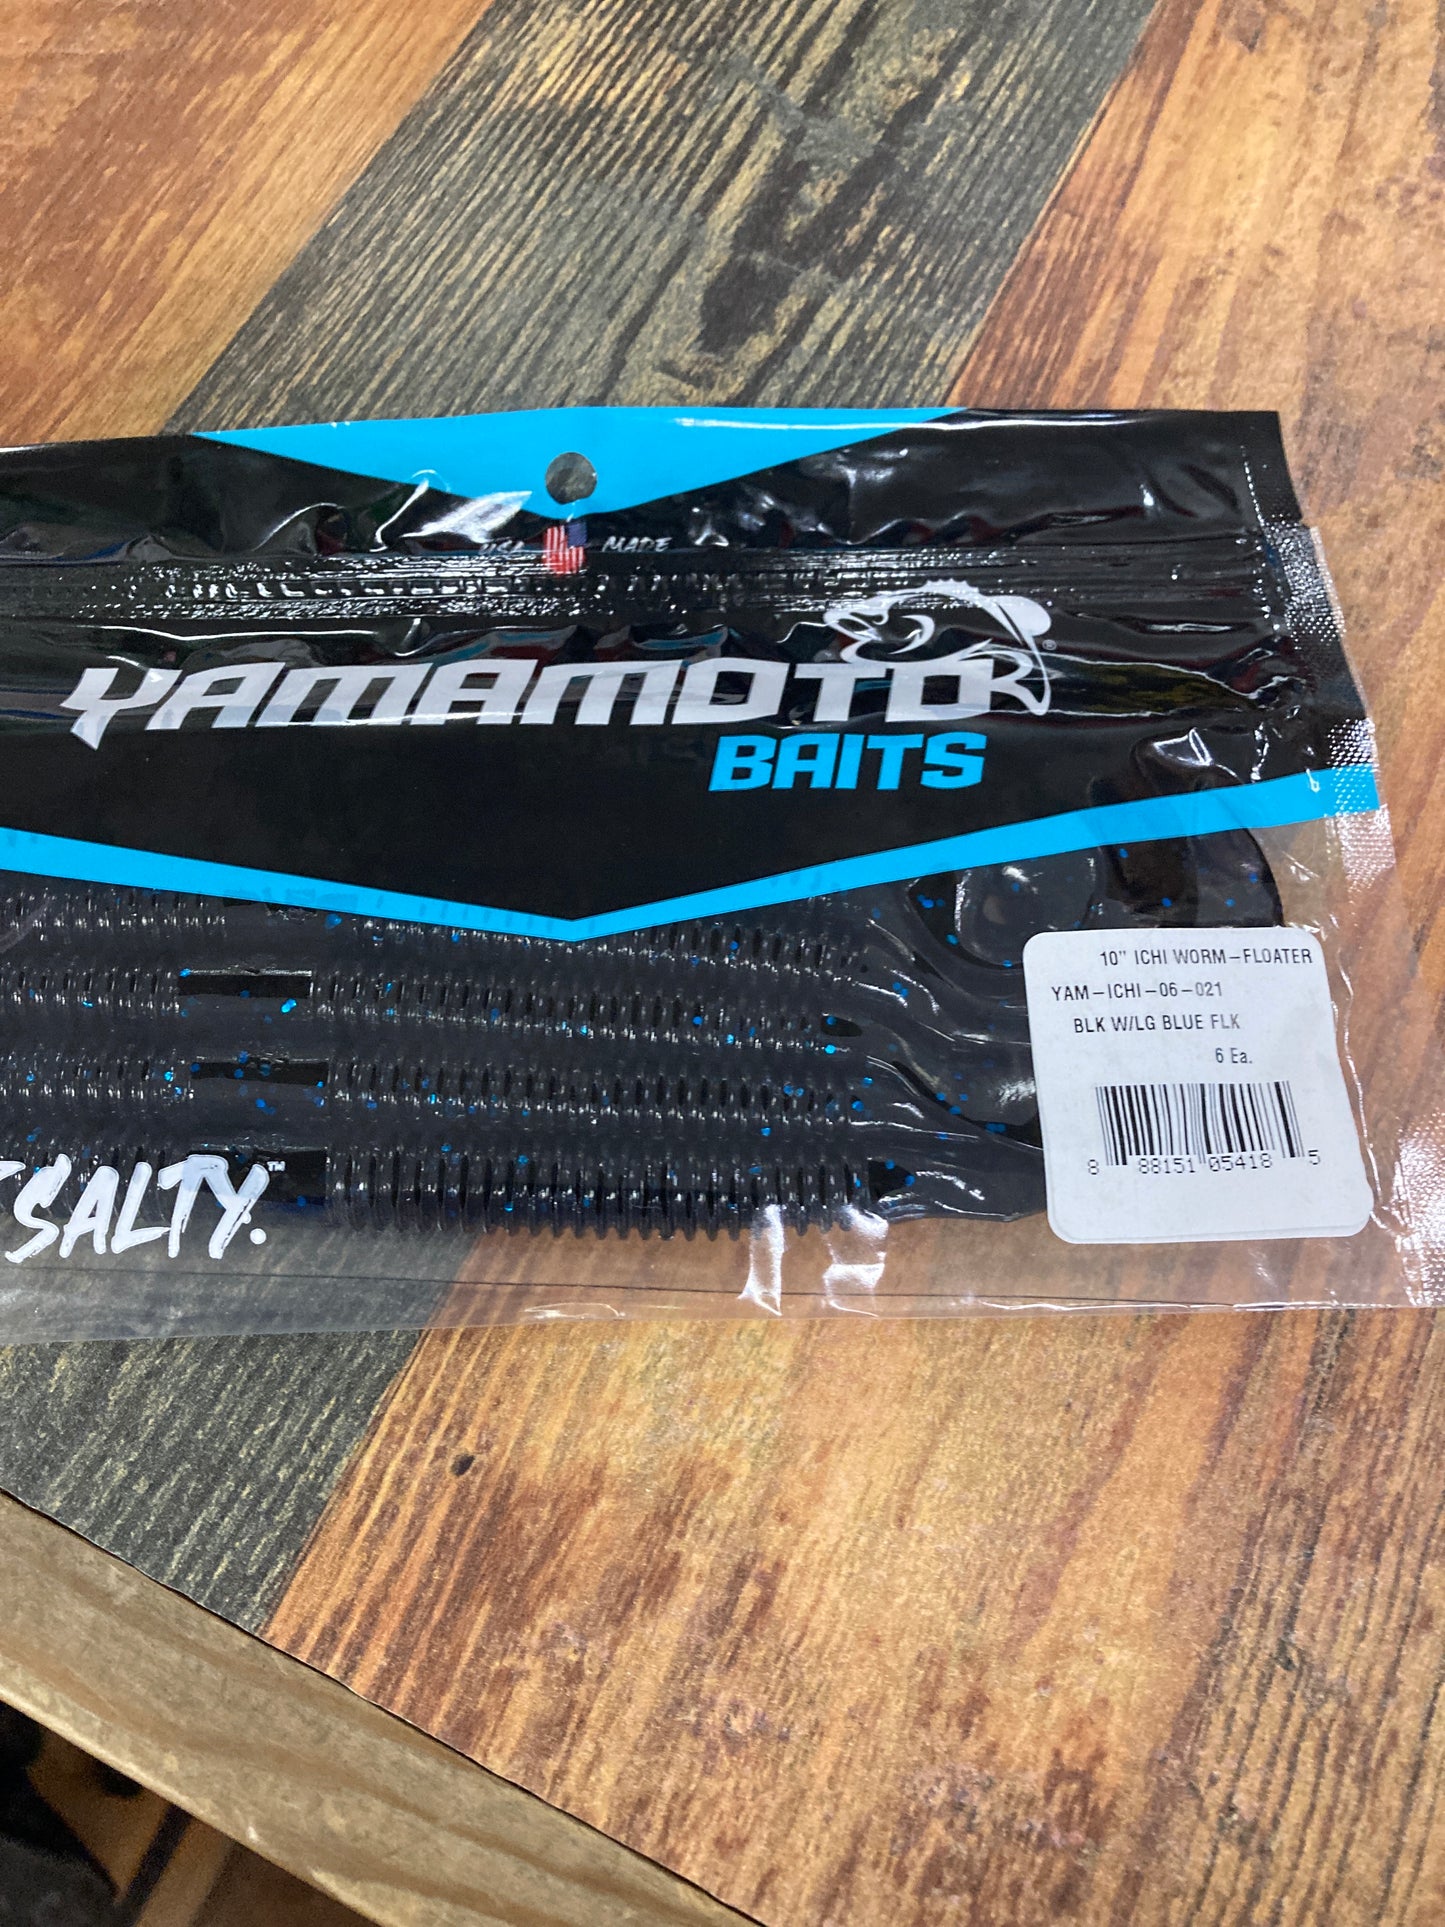 USA MADE
YAMAMOTO
®
BAITS
10" ICHI WORM-FLOATER
YAM-ICHI-06-021
BLK W/LG BLUE FLK
6 Ea.
8 88151 05418 5
SALTY.™